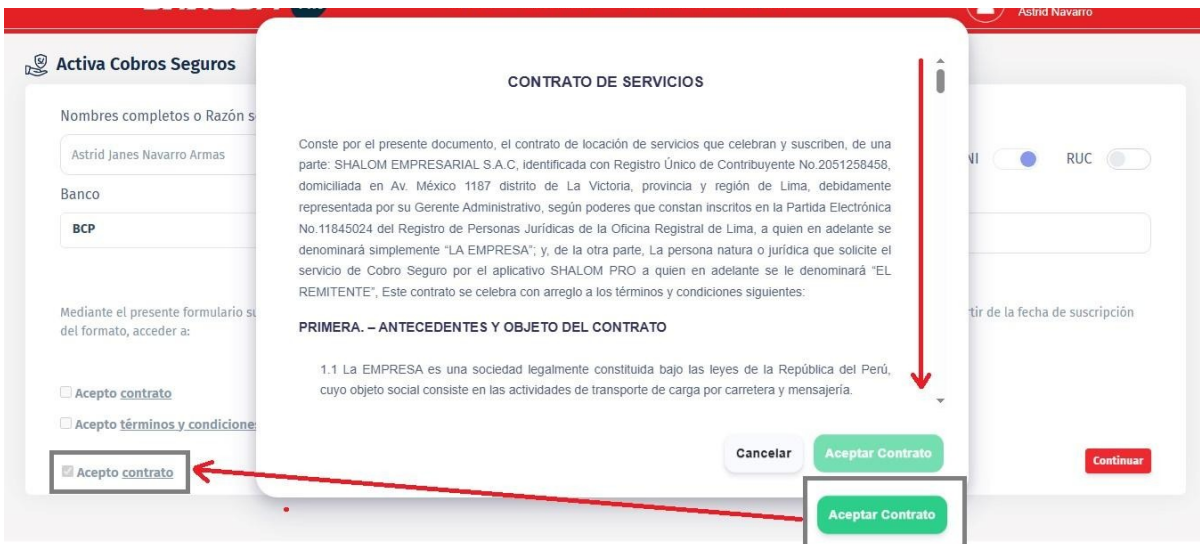 Astrid Navarro
Activa Cobros Seguros
Nombres completos o Razón s
Astrid Janes Navarro Armas
NI
RUC
Banco
BCP
Mediante el presente formulario su
tir de la fecha de suscripción
del formato, acceder a:
Acepto contrato
Acepto términos y condicione
Acepto contrato
Continuar
CONTRATO DE SERVICIOS
Conste por el presente documento, el contrato de locación de servicios que celebran y suscriben, de una
parte: SHALOM EMPRESARIAL S.A.C, identificada con Registro Único de Contribuyente No.2051258458,
domiciliada en Av. México 1187 distrito de La Victoria, provincia y región de Lima, debidamente
representada por su Gerente Administrativo, según poderes que constan inscritos en la Partida Electrónica
No.11845024 del Registro de Personas Jurídicas de la Oficina Registral de Lima, a quien en adelante se
denominará simplemente “LA EMPRESA”; y, de la otra parte, La persona natura o jurídica que solicite el
servicio de Cobro Seguro por el aplicativo SHALOM PRO a quien en adelante se le denominará “EL
REMITENTE”, Este contrato se celebra con arreglo a los términos y condiciones siguientes:
PRIMERA. – ANTECEDENTES Y OBJETO DEL CONTRATO
1.1 La EMPRESA es una sociedad legalmente constituida bajo las leyes de la República del Perú,
cuyo objeto social consiste en las actividades de transporte de carga por carretera y mensajería.
Cancelar
Aceptar Contrato
Aceptar Contrato